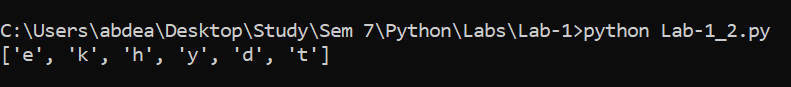 C:\Users\abdea\Desktop\Study\Sem 7\Python\Labs\Lab-1>python Lab-1_2.py
['e', 'k', 'h', 'y', 'd', 't']